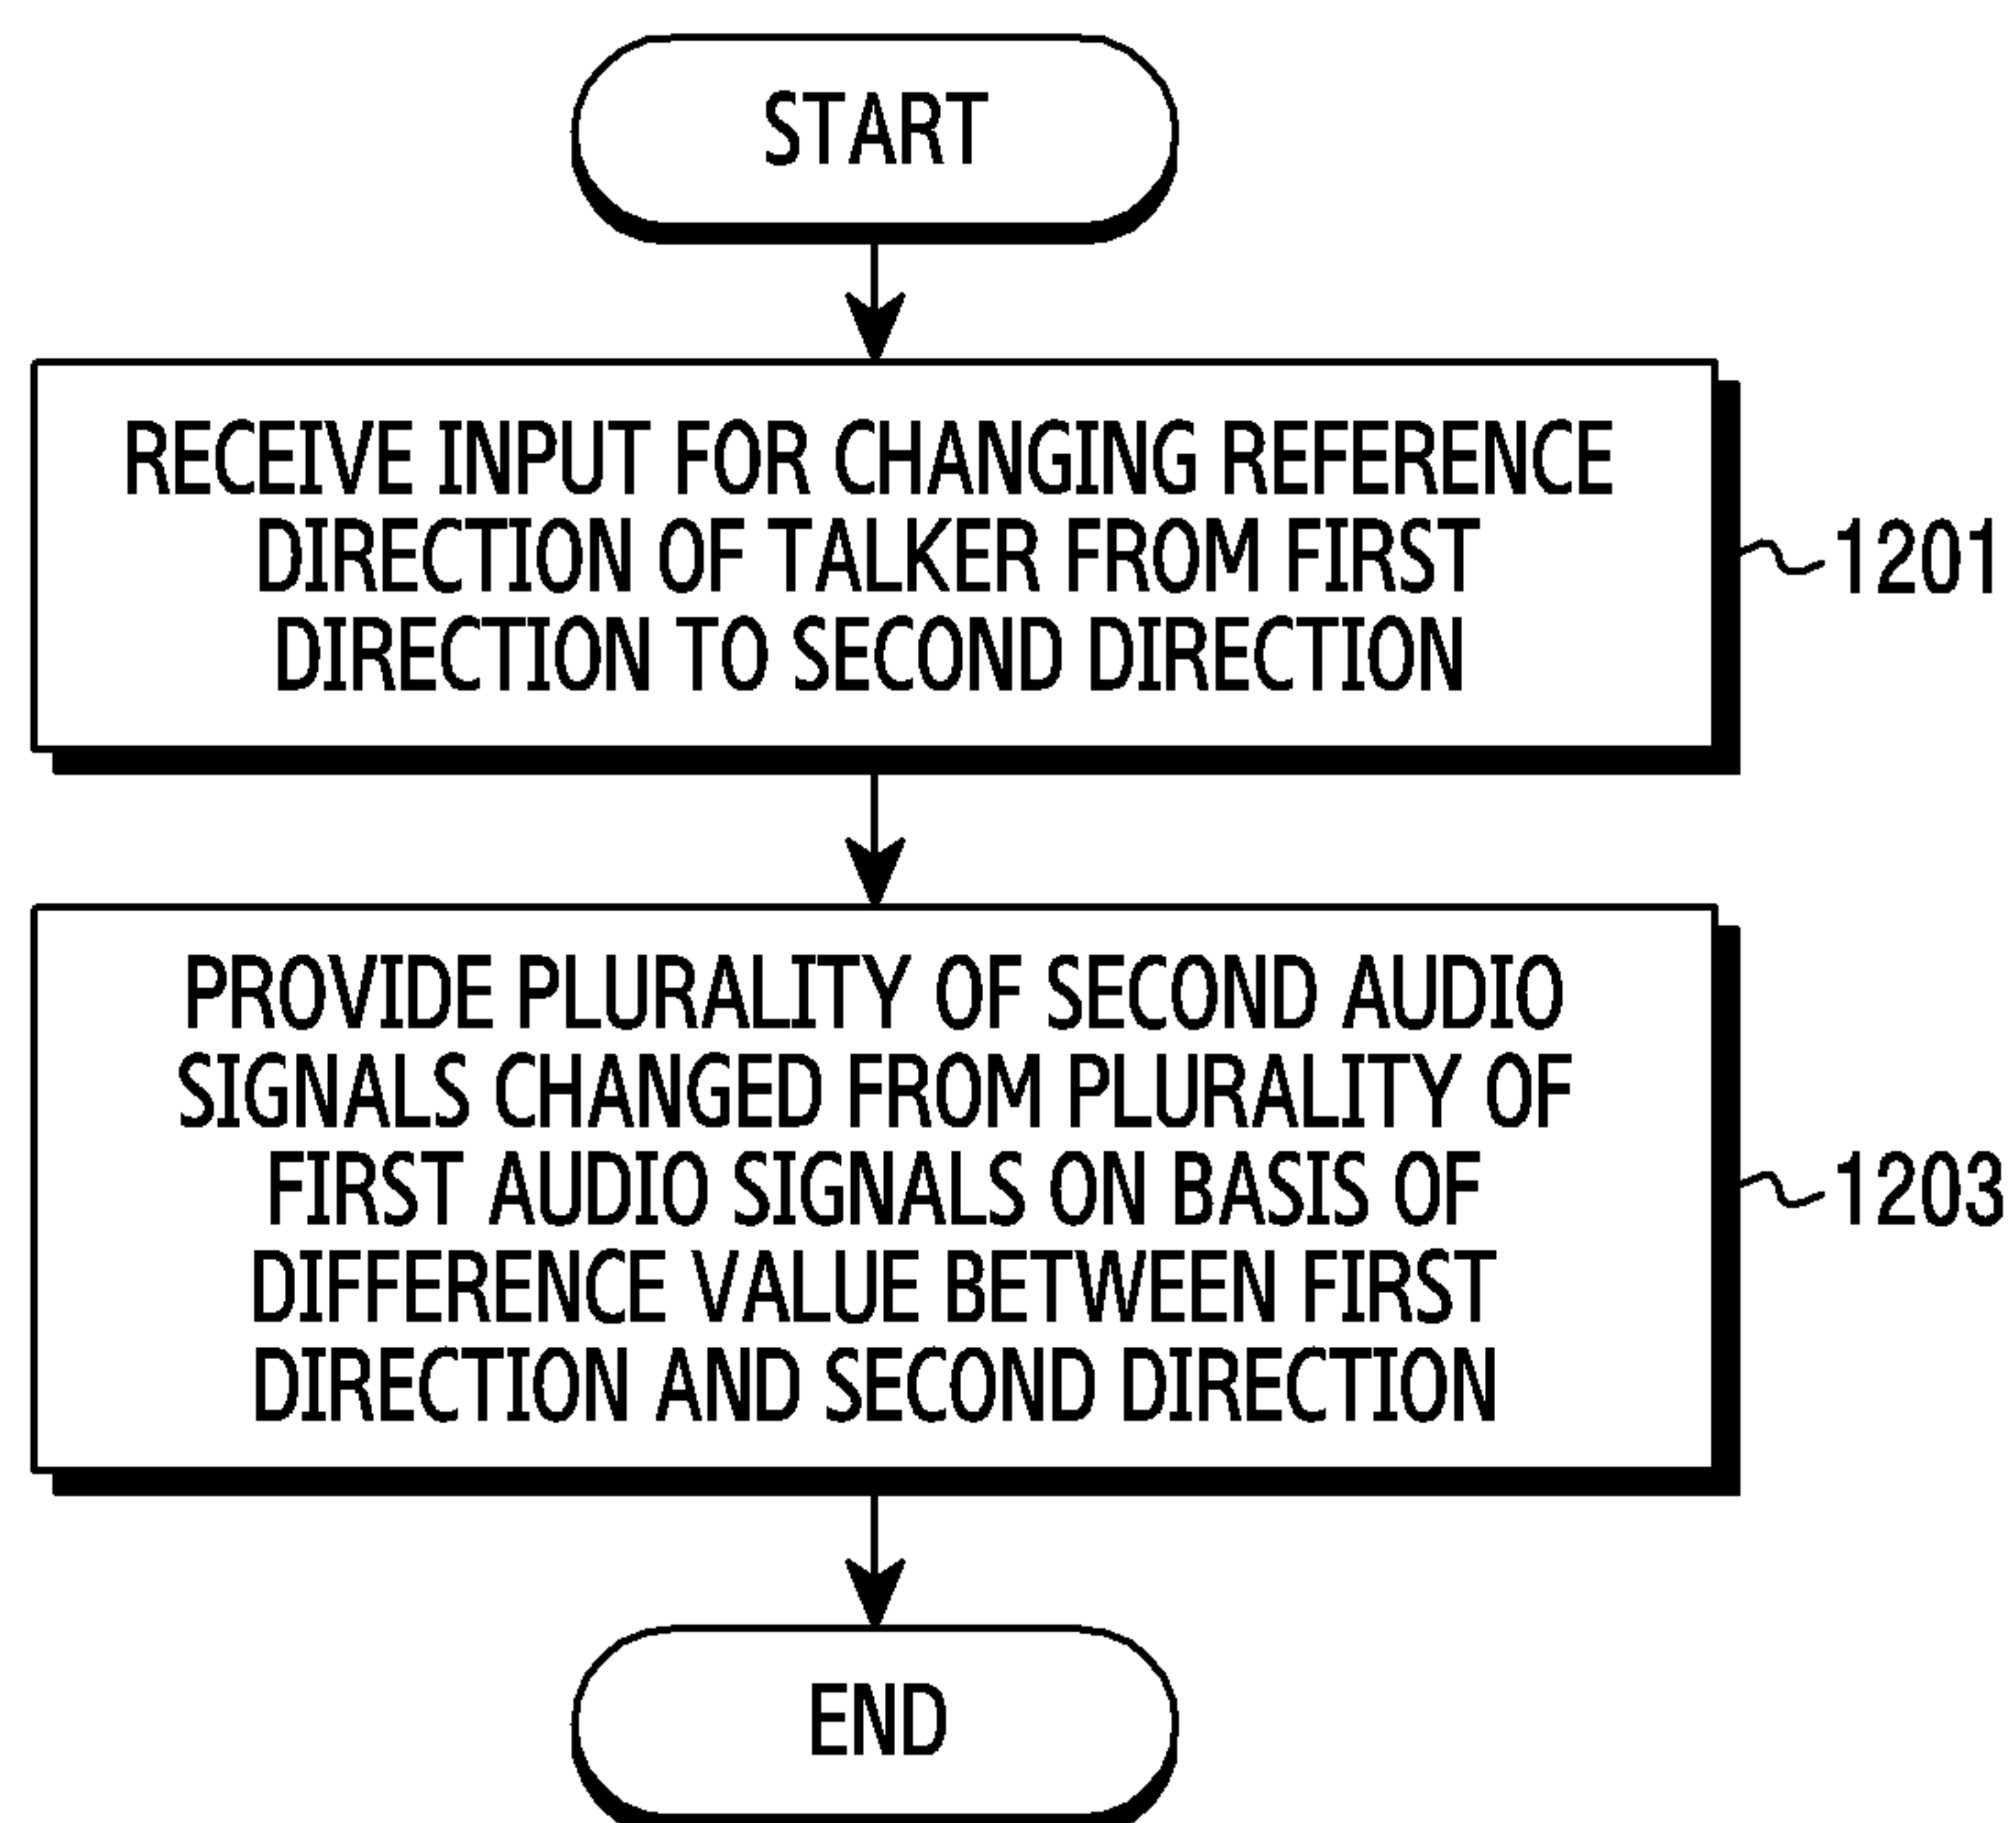 START
RECEIVE INPUT FOR CHANGING REFERENCE
DIRECTION OF TALKER FROM FIRST
DIRECTION TO SECOND DIRECTION
1201
PROVIDE PLURALITY OF SECOND AUDIO
SIGNALS CHANGED FROM PLURALITY OF
FIRST AUDIO SIGNALS ON BASIS OF
DIFFERENCE VALUE BETWEEN FIRST
DIRECTION AND SECOND DIRECTION
1203
END